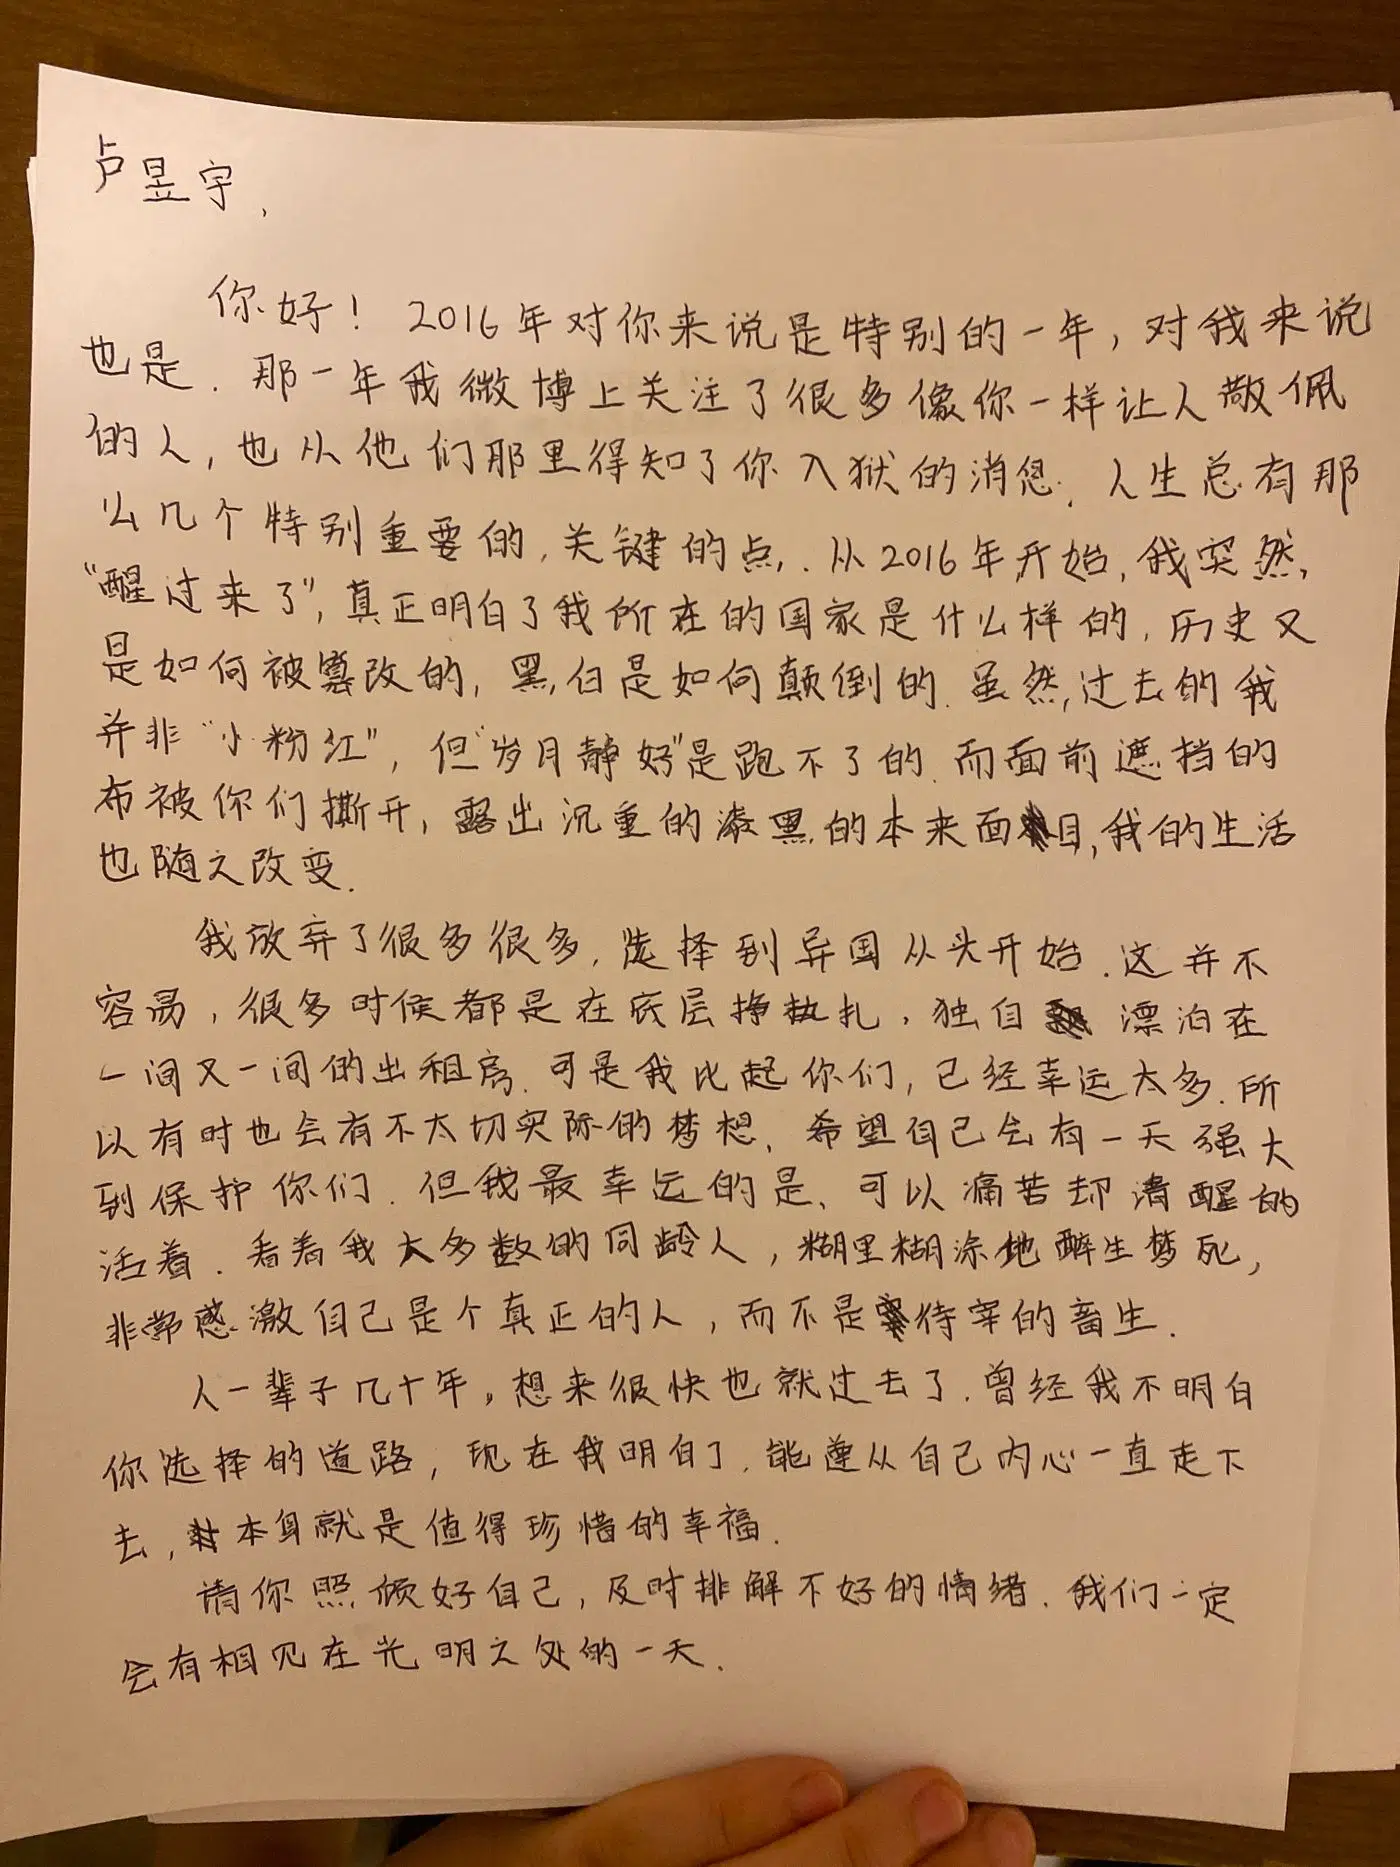 卢昱宇,
你好! 2016年对你来说是特别的一年,对我来说
也是.那一年我微博上关注了很多像你一样让人敬佩
的人,也从他们那里得知了你入狱的消息.人生总有那
么几个特别重要的,关键的点,.从2016年开始,我突然
“醒过来了”,真正明白了我所在的国家是什么样的,历史又
是如何被篡改的,黑白是如何颠倒的.虽然过去的我
并非“小粉红”,但“岁月静好”是跑不了的.而面前遮挡的
布被你们撕开,露出沉重的漆黑的本来面目,我的生活
也随之改变.
我放弃了很多很多,选择到异国从头开始.这并不
容易,很多时候都是在底层挣扎,独自漂泊在
一间又一间的出租房.可是我比起你们,已经幸运太多.所
以有时也会有不太切实际的梦想,希望自己会有一天强大
到保护你们.但我最幸运的是,可以痛苦却清醒的
活着.看着我大多数的同龄人,糊里糊涂地醉生梦死,
非常感激自己是个真正的人,而不是待宰的畜生.
人一辈子几十年,想来很快也就过去了.曾经我不明白
你选择的道路,现在我明白了.能遵从自己内心一直走下
去,本身就是值得珍惜的幸福.
请你照顾好自己,及时排解不好的情绪.我们一定
会有相见在光明之处的一天.